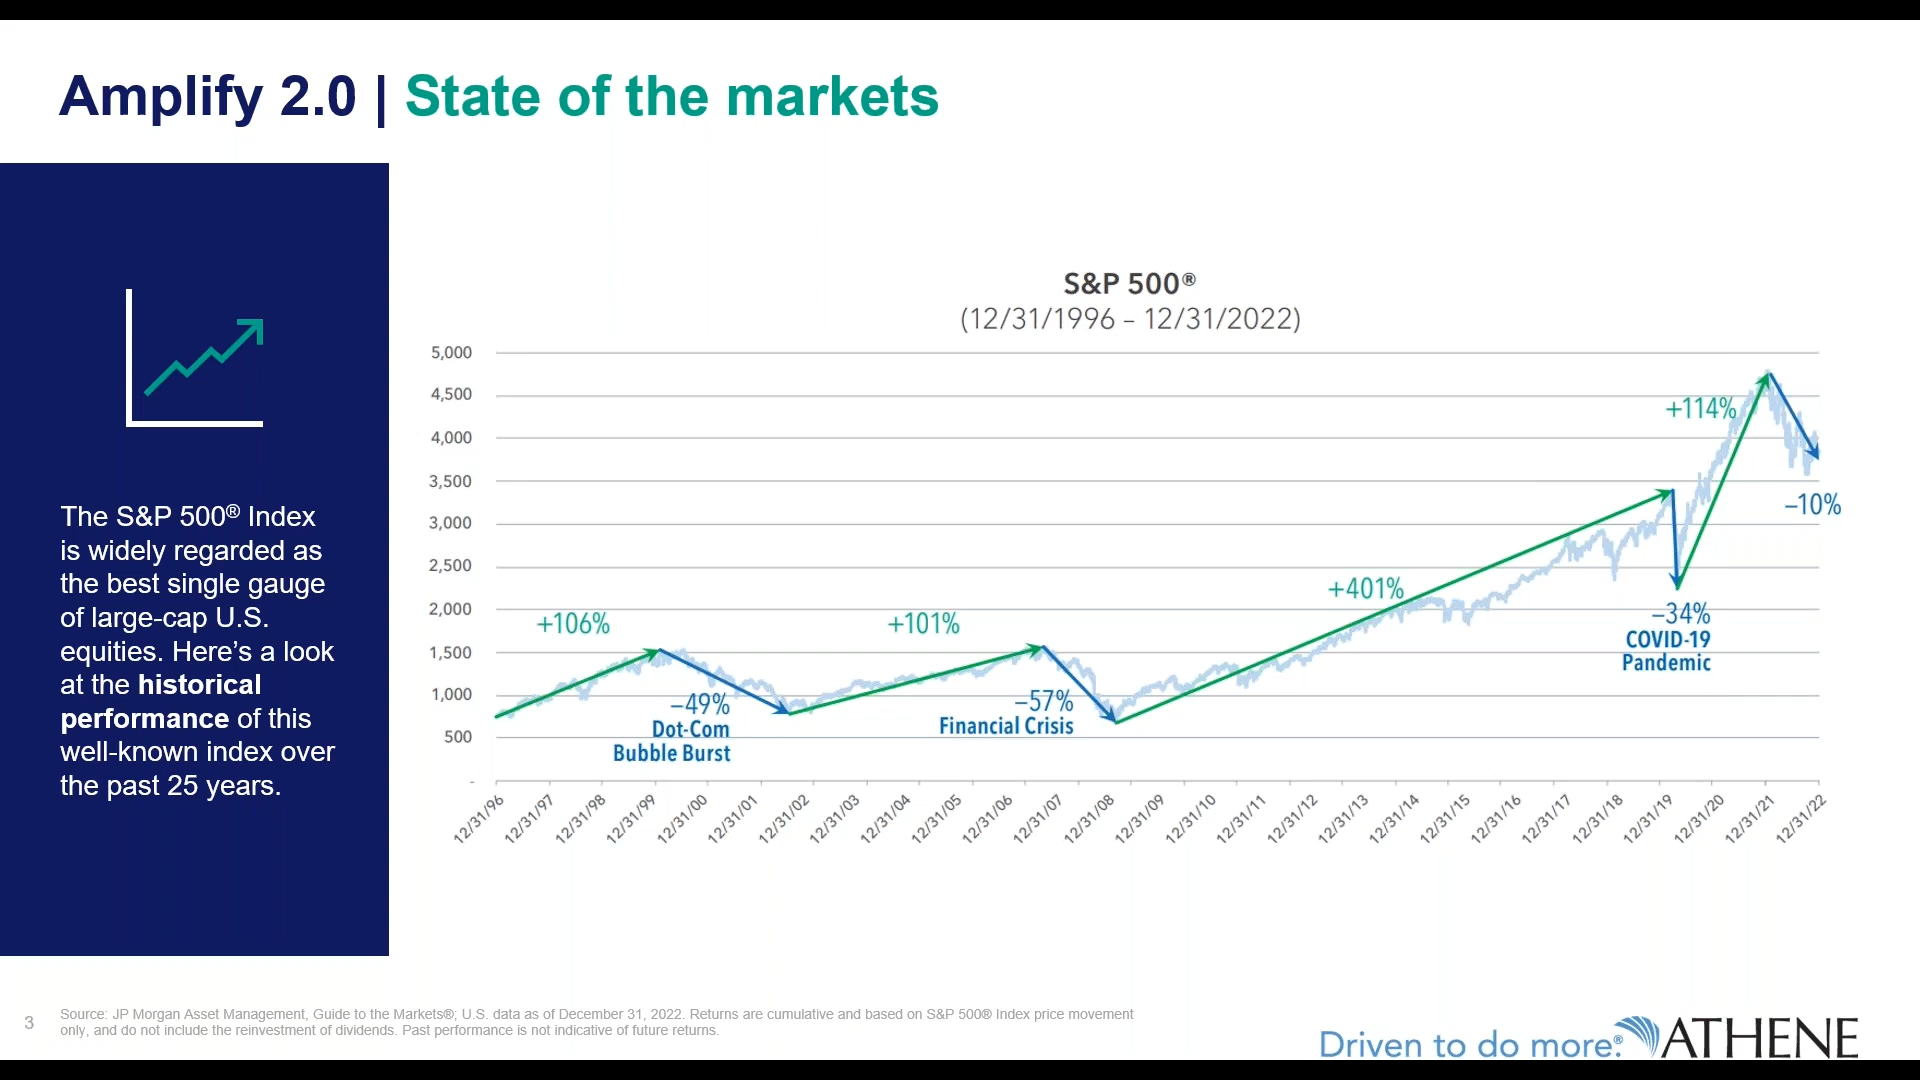 Amplify 2.0 | State of the markets
The S&P 500® Index
is widely regarded as
the best single gauge
of large-cap U.S.
equities. Here’s a look
at the historical
performance of this
well-known index over
the past 25 years.
S&P 500®
(12/31/1996 – 12/31/2022)
5,000
4,500
4,000
3,500
3,000
2,500
2,000
1,500
1,000
500
-
+106%
–49%
Dot-Com
Bubble Burst
+101%
–57%
Financial Crisis
+401%
–34%
COVID-19
Pandemic
+114%
–10%
12/31/96
12/31/97
12/31/98
12/31/99
12/31/00
12/31/01
12/31/02
12/31/03
12/31/04
12/31/05
12/31/06
12/31/07
12/31/08
12/31/09
12/31/10
12/31/11
12/31/12
12/31/13
12/31/14
12/31/15
12/31/16
12/31/17
12/31/18
12/31/19
12/31/20
12/31/21
12/31/22
3
Source: JP Morgan Asset Management, Guide to the Markets®; U.S. data as of December 31, 2022. Returns are cumulative and based on S&P 500® Index price movement
only, and do not include the reinvestment of dividends. Past performance is not indicative of future returns.
Driven to do more.® ATHENE